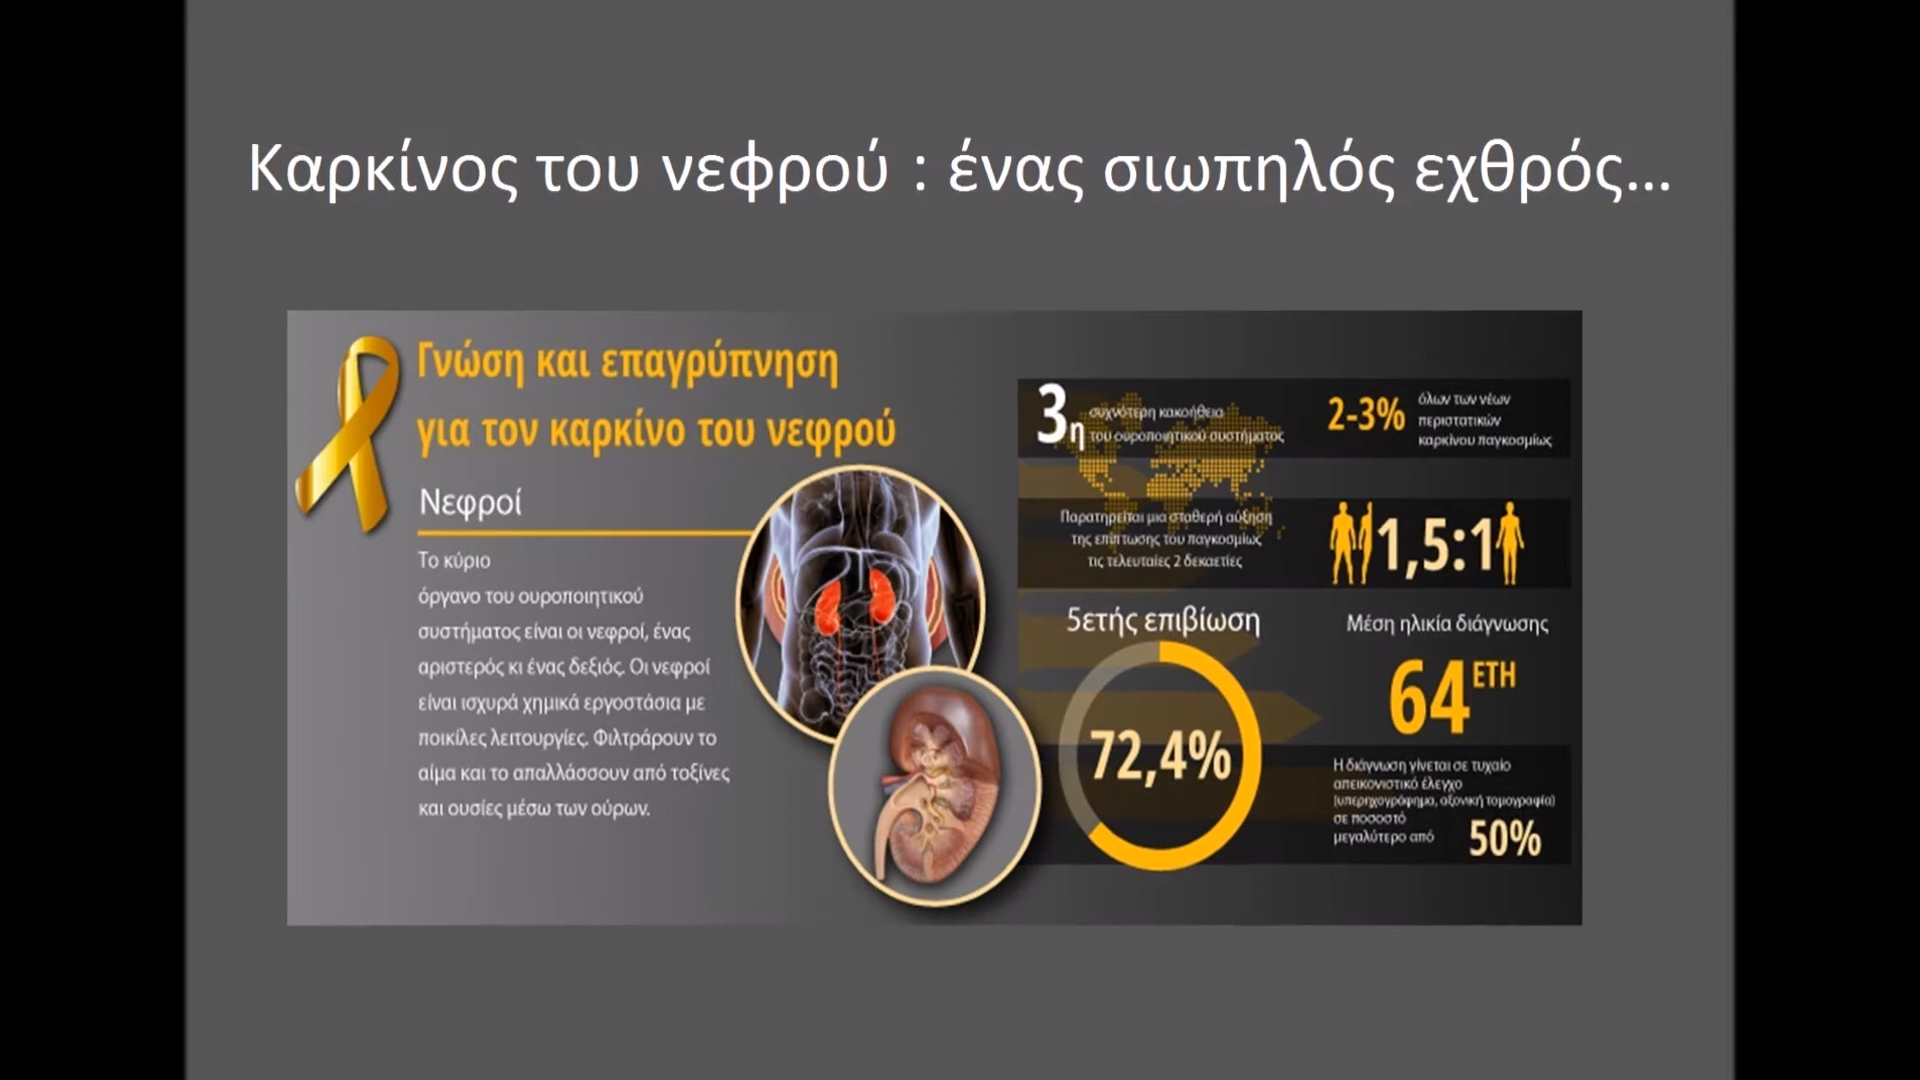 Καρκίνος του νεφρού : ένας σιωπηλός εχθρός...
Γνώση και επαγρύπνηση
για τον καρκίνο του νεφρού
Νεφροί
Το κύριο
όργανο του ουροποιητικού
συστήματος είναι οι νεφροί, ένας
αριστερός κι ένας δεξιός. Οι νεφροί
είναι ισχυρά χημικά εργοστάσια με
ποικίλες λειτουργίες. Φιλτράρουν το
αίμα και το απαλλάσσουν από τοξίνες
και ουσίες μέσω των ούρων.
3η
συχνότερη κακοήθεια
του ουροποιητικού συστήματος
2-3%
όλων των νέων
περιστατικών
καρκίνου παγκοσμίως
Παρατηρείται μια σταθερή αύξηση
της επίπτωσης του παγκοσμίως
τις τελευταίες 2 δεκαετίες
1,5:1
5ετής επιβίωση
72,4%
Μέση ηλικία διάγνωσης
64 ΕΤΗ
Η διάγνωση γίνεται σε τυχαίο
απεικονιστικό έλεγχο
(υπερηχογράφημα, αξονική τομογραφία)
σε ποσοστό
μεγαλύτερο από 50%